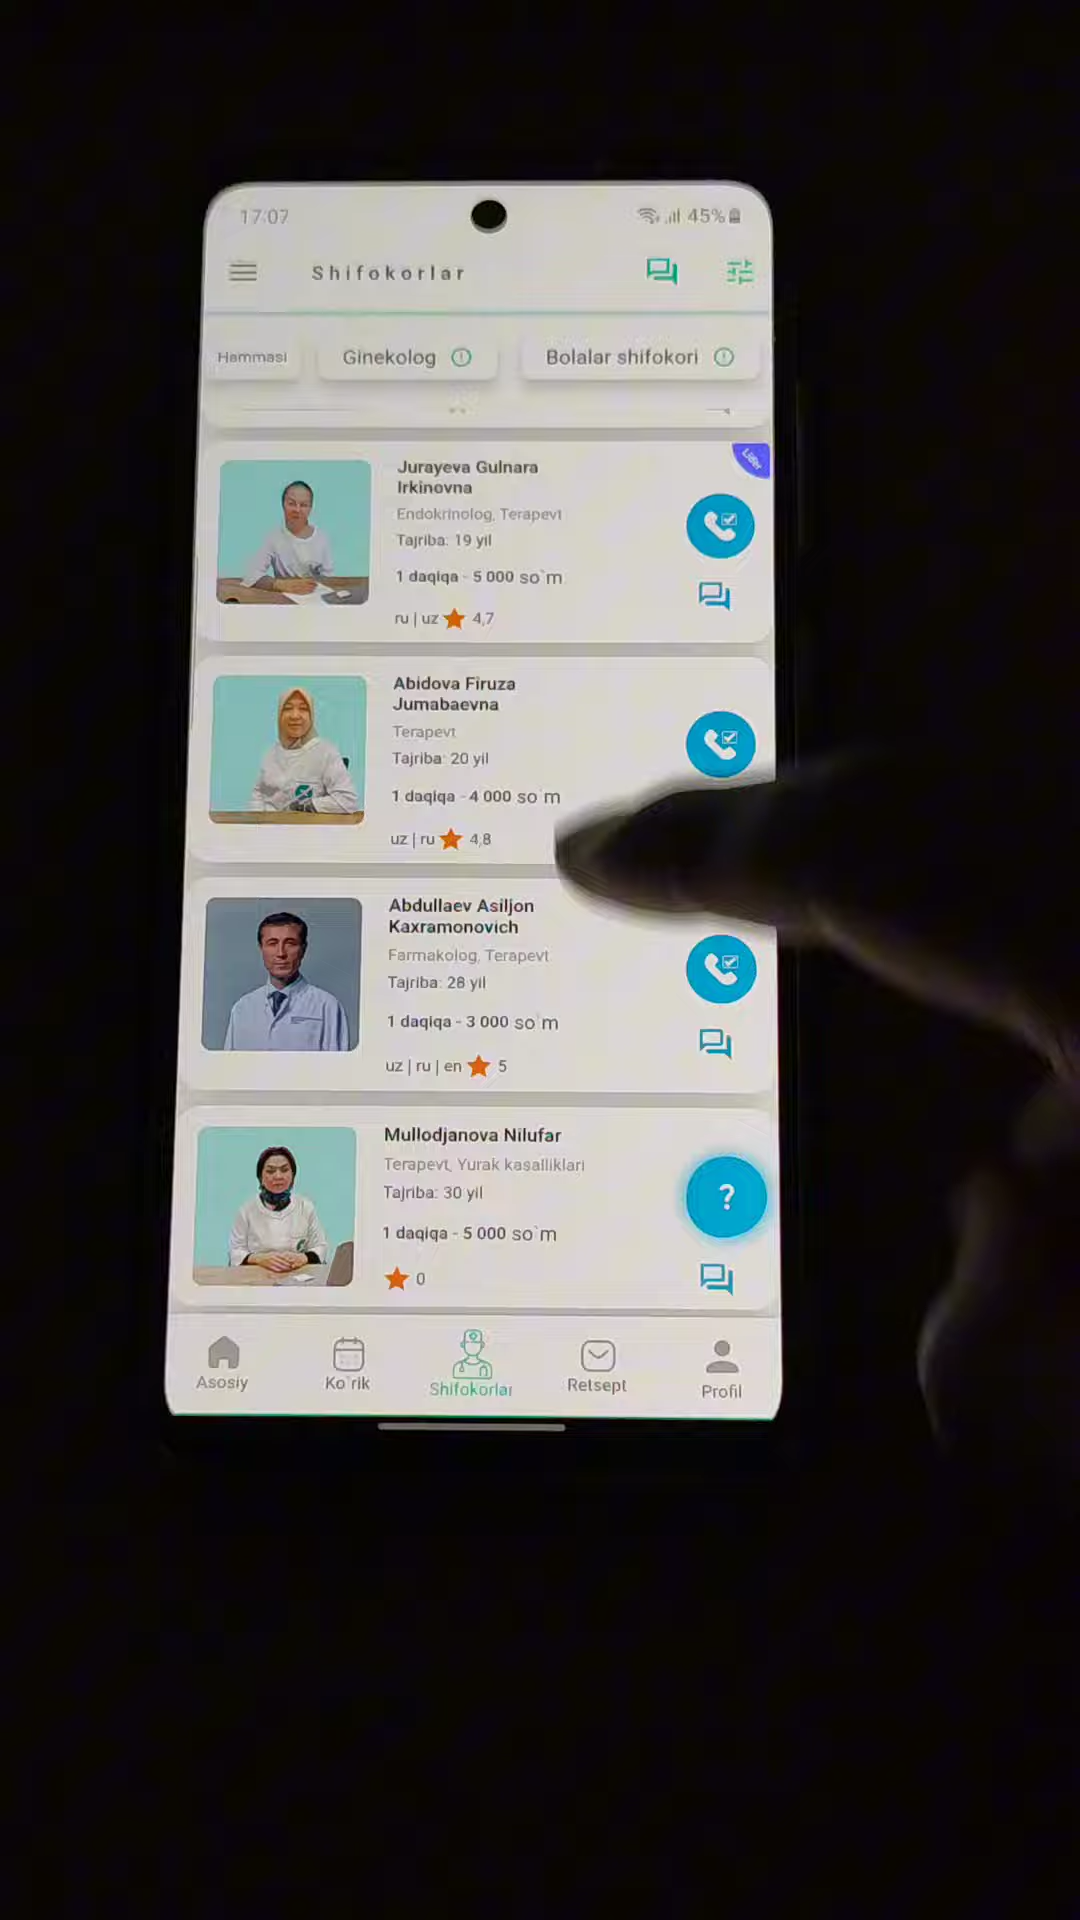 17:07
45%
Shifokorlar
Hammasi
Ginekolog
Bolalar shifokori
Lider
Jurayeva Gulnara
Irkinovna
Endokrinolog, Terapevt
Tajriba: 19 yil
1 daqiqa - 5 000 so`m
ru | uz 4,7
Abidova Firuza
Jumabaevna
Terapevt
Tajriba: 20 yil
1 daqiqa - 4 000 so`m
uz | ru 4,8
Abdullaev Asiljon
Kaxramonovich
Farmakolog, Terapevt
Tajriba: 28 yil
1 daqiqa - 3 000 so`m
uz | ru | en 5
Mullodjanova Nilufar
Terapevt, Yurak kasalliklari
Tajriba: 30 yil
?
1 daqiqa - 5 000 so`m
0
Asosiy
Ko`rik
Shifokorlar
Retsept
Profil